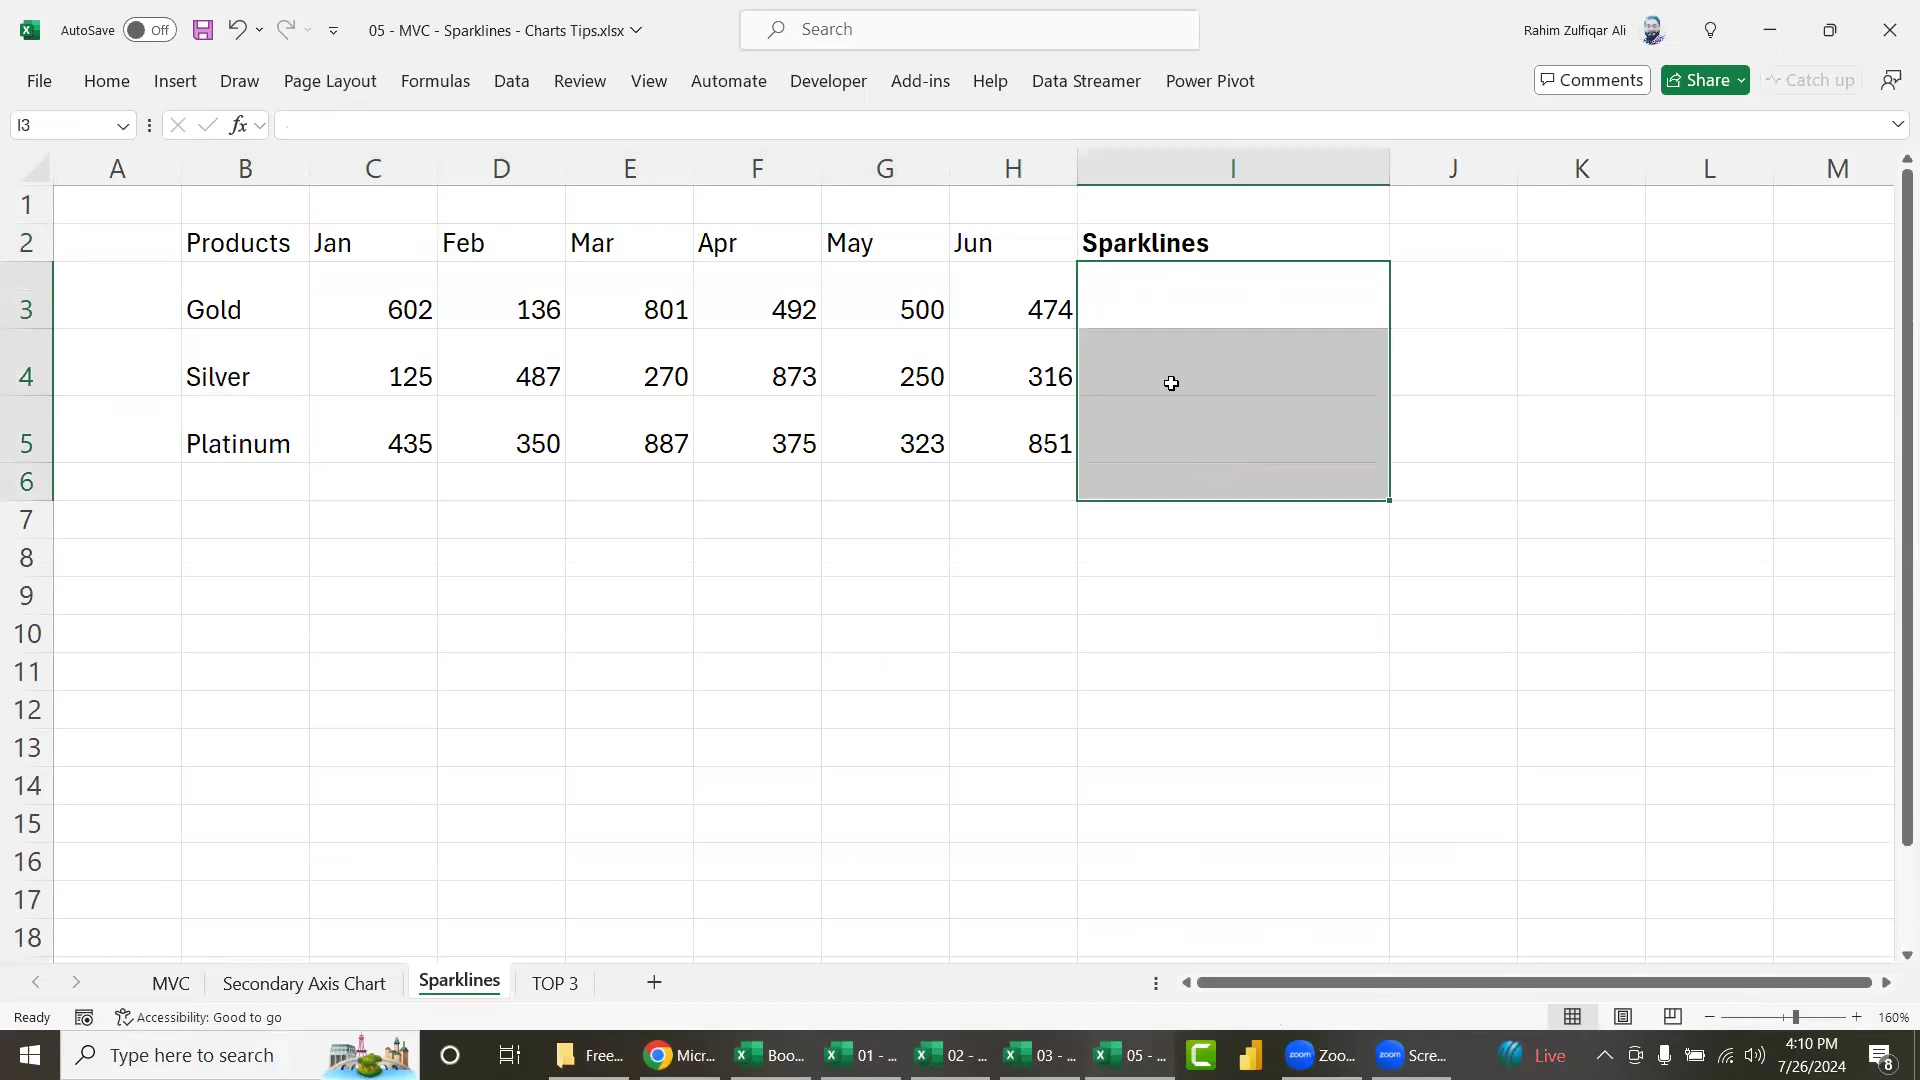 AutoSave Off 05 - MVC - Sparklines - Charts Tips.xlsx Search Rahim Zulfiqar Ali
File Home Insert Draw Page Layout Formulas Data Review View Automate Developer Add-ins Help Data Streamer Power Pivot Comments Share Catch up
I3 fx
A B C D E F G H I J K L M
1
2 Products Jan Feb Mar Apr May Jun Sparklines
3 Gold 602 136 801 492 500 474
4 Silver 125 487 270 873 250 316
5 Platinum 435 350 887 375 323 851
6
7
8
9
10
11
12
13
14
15
16
17
18
MVC Secondary Axis Chart Sparklines TOP 3
Ready Accessibility: Good to go 160%
Type here to search Free... Micr... Boo... 01 - ... 02 - ... 03 - ... 05 - ... zoom Zoo... zoom Scre... Live 4:10 PM
7/26/2024 8